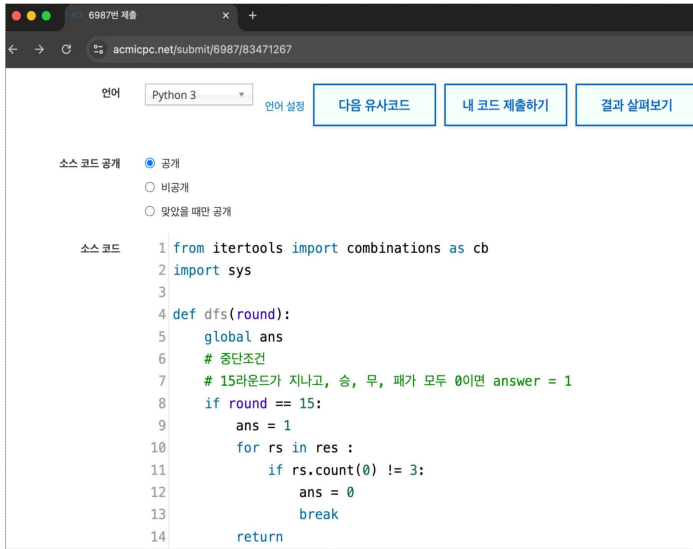 6987번 제출
acmicpc.net/submit/6987/83471267
언어
Python 3
언어 설정
다음 유사코드
내 코드 제출하기
결과 살펴보기
소스 코드 공개
공개
비공개
맞았을 때만 공개
소스 코드
1 from itertools import combinations as cb
2 import sys
3
4 def dfs(round):
5     global ans
6     # 중단조건
7     # 15라운드가 지나고, 승, 무, 패가 모두 0이면 answer = 1
8     if round == 15:
9         ans = 1
10         for rs in res :
11             if rs.count(0) != 3:
12                 ans = 0
13                 break
14         return